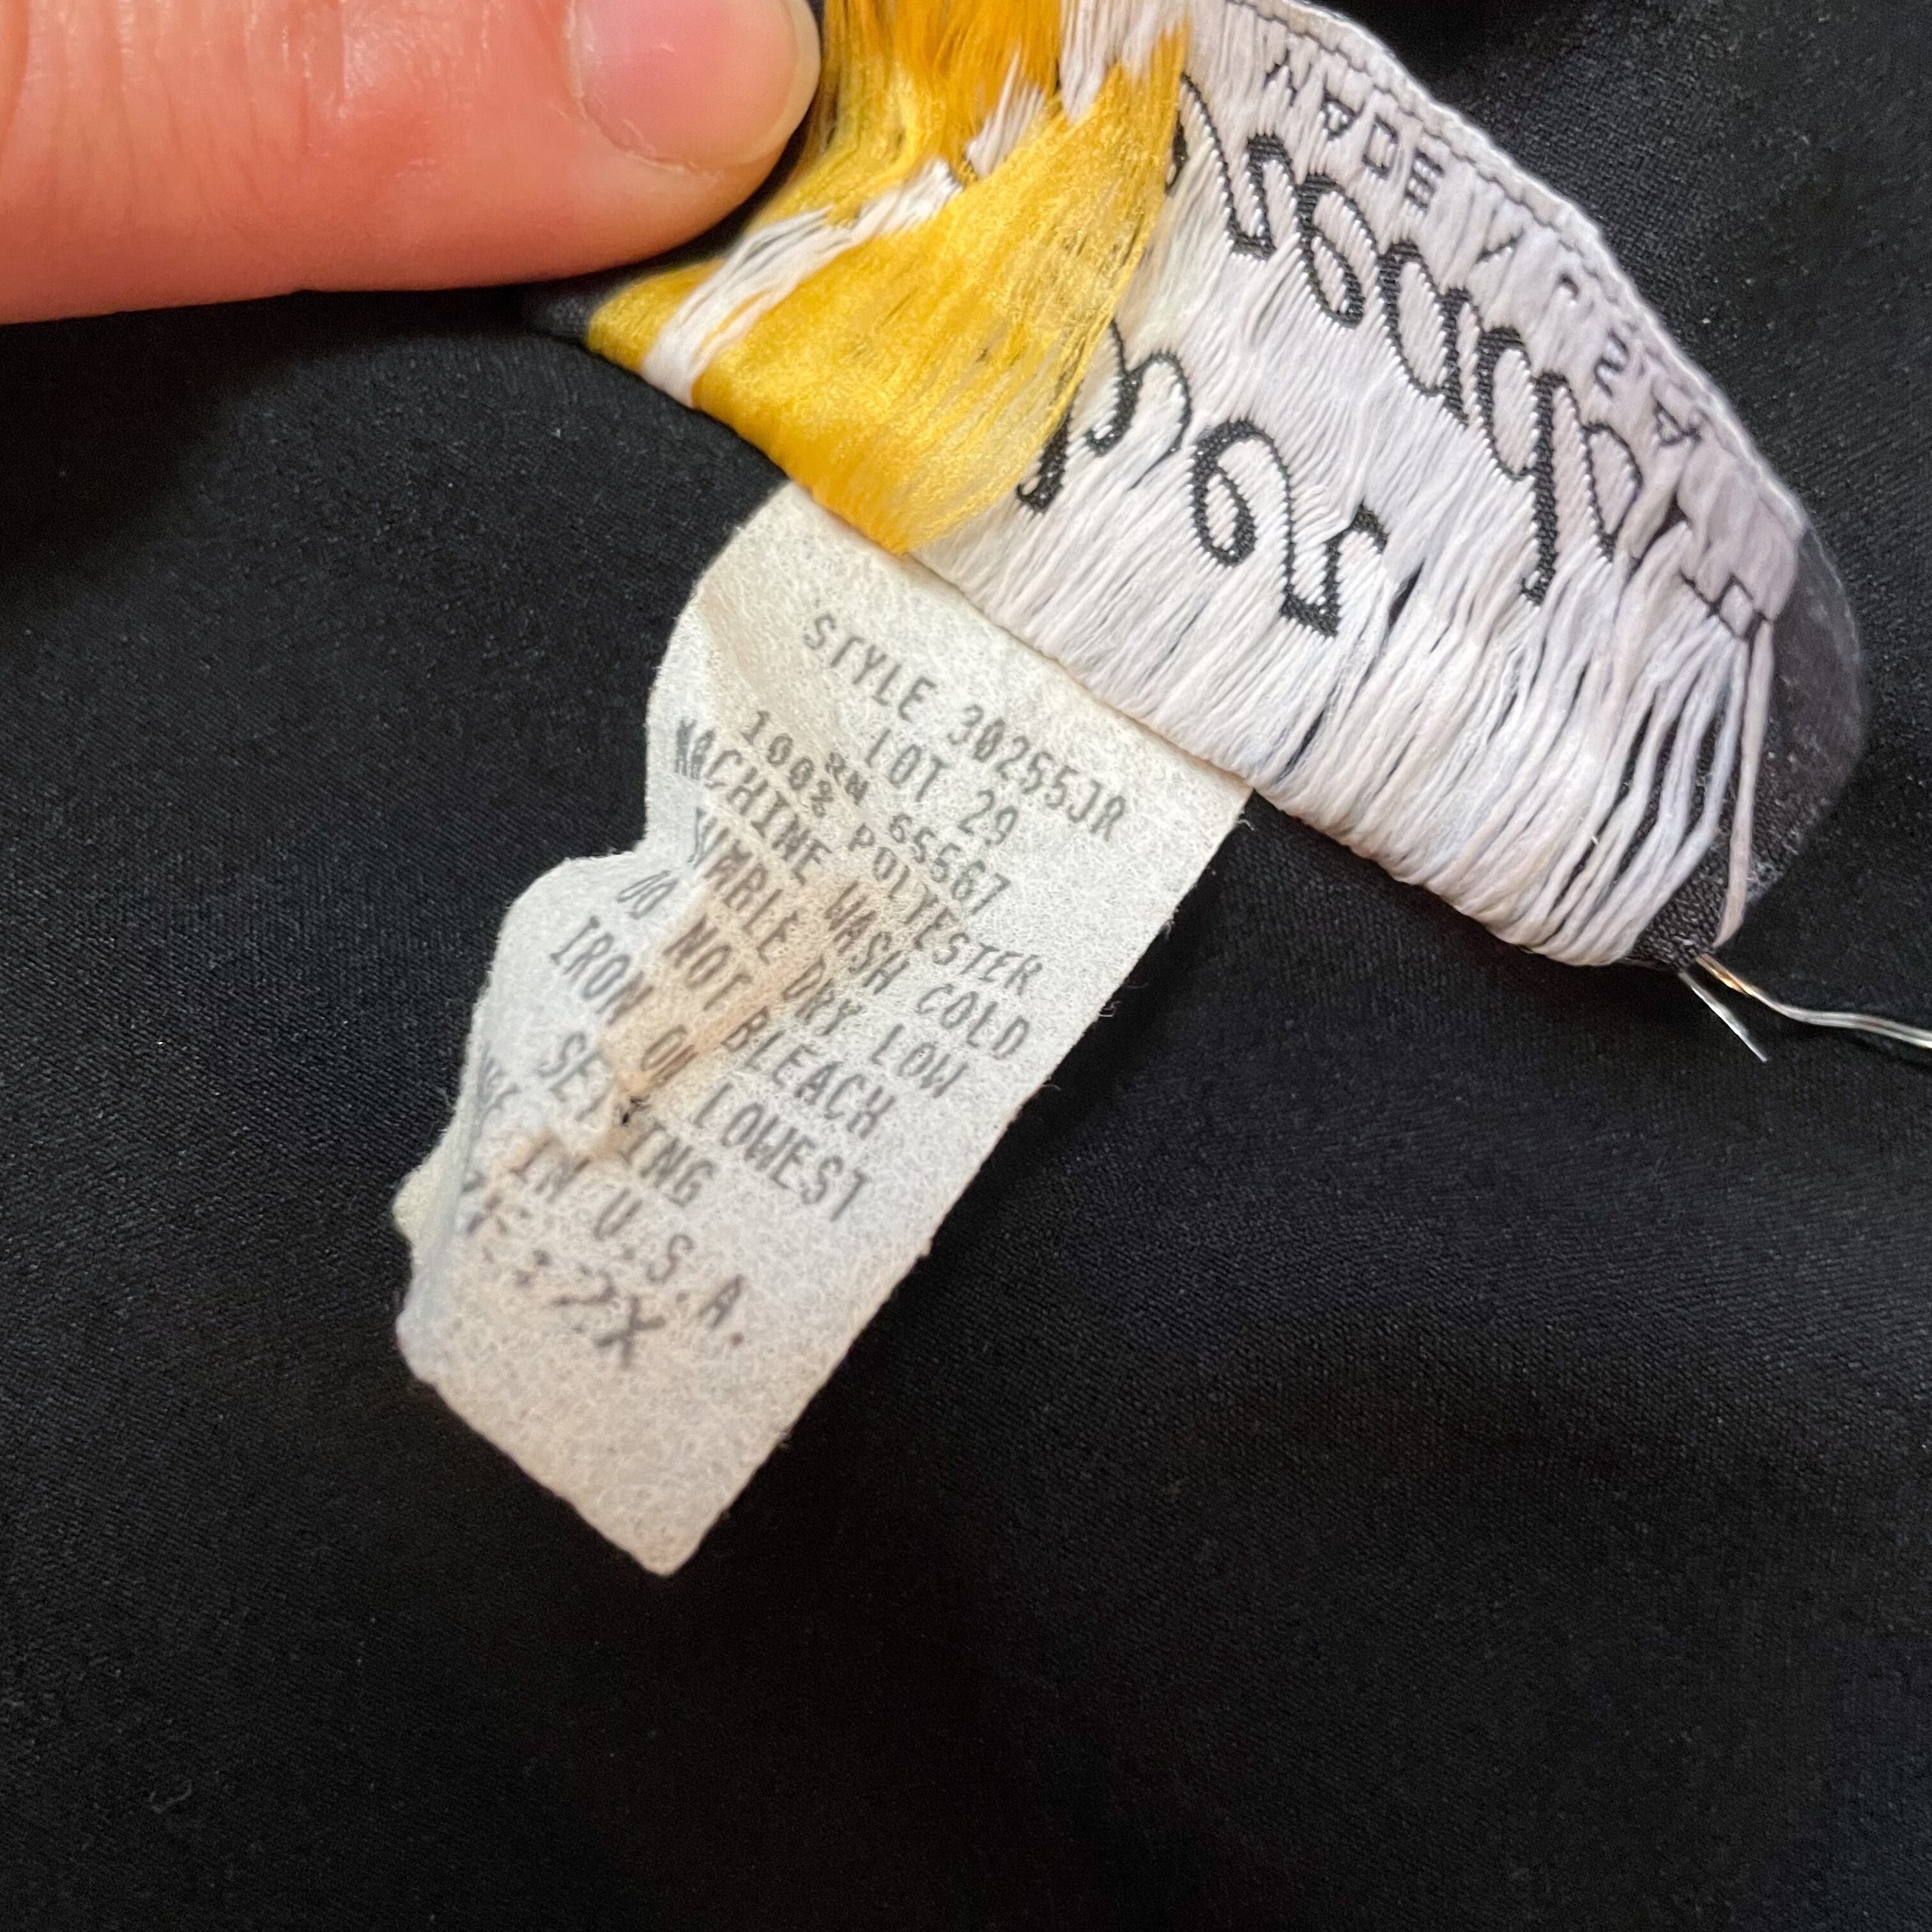 MADE IN U.S.A.
STYLE 30255JR
LOT 29
RN 65567
100% POLYESTER
MACHINE WASH COLD
TUMBLE DRY LOW
DO NOT BLEACH
IRON ON LOWEST
SETTING
IN U.S.A.
2X